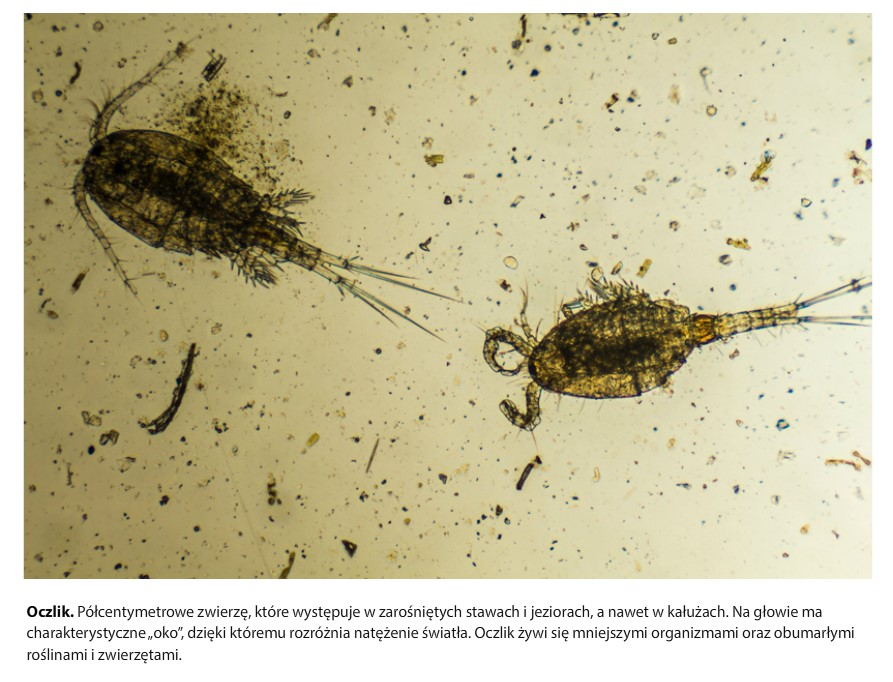 Oczlik. Półcentymetrowe zwierzę, które występuje w zarośniętych stawach i jeziorach, a nawet w kałużach. Na głowie ma
charakterystyczne „oko”, dzięki któremu rozróżnia natężenie światła. Oczlik żywi się mniejszymi organizmami oraz obumarłymi
roślinami i zwierzętami.